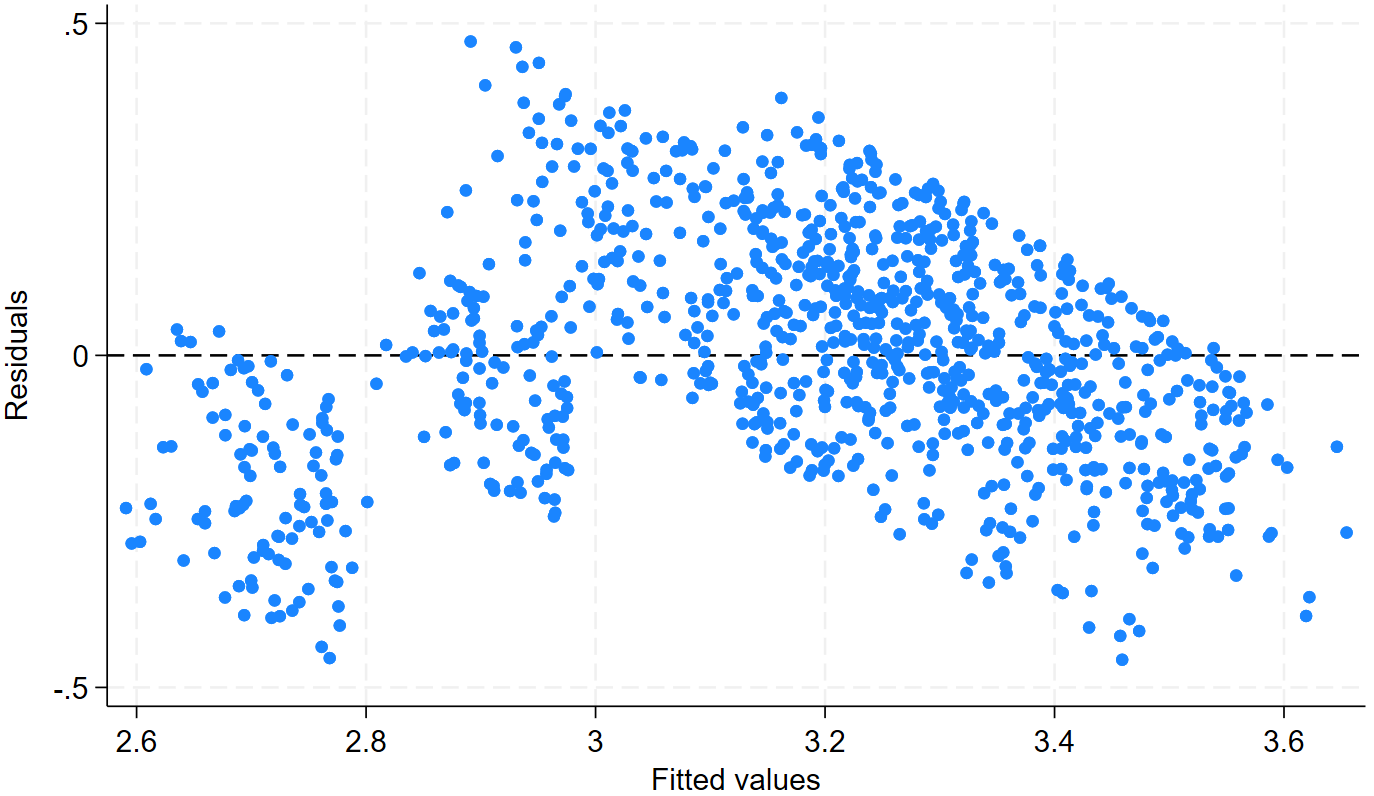 .5
0
-.5
Residuals
2.6 2.8 3 3.2 3.4 3.6
Fitted values